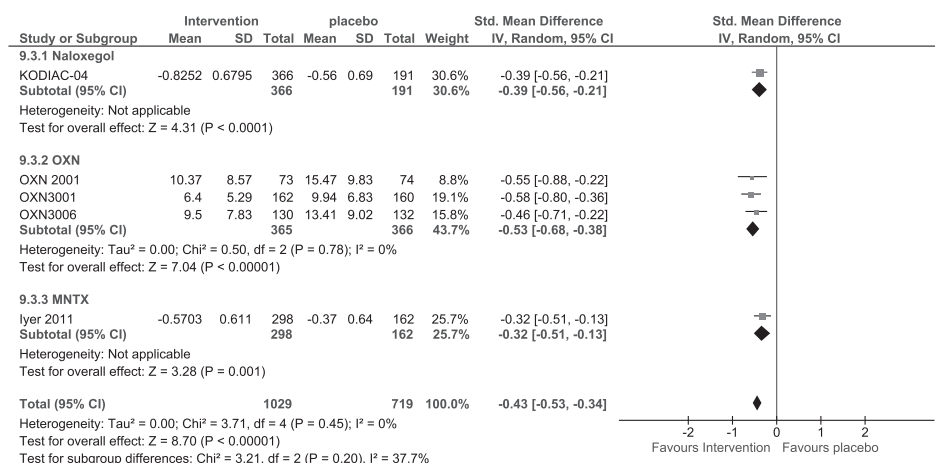 Intervention placebo Std. Mean Difference Std. Mean Difference
Study or Subgroup Mean SD Total Mean SD Total Weight IV, Random, 95% CI IV, Random, 95% CI
9.3.1 Naloxegol
KODIAC-04 -0.8252 0.6795 366 -0.56 0.69 191 30.6% -0.39 [-0.56, -0.21]
Subtotal (95% CI) 366 191 30.6% -0.39 [-0.56, -0.21]
Heterogeneity: Not applicable
Test for overall effect: Z = 4.31 (P < 0.0001)
9.3.2 OXN
OXN 2001 10.37 8.57 73 15.47 9.83 74 8.8% -0.55 [-0.88, -0.22]
OXN3001 6.4 5.29 162 9.94 6.83 160 19.1% -0.58 [-0.80, -0.36]
OXN3006 9.5 7.83 130 13.41 9.02 132 15.8% -0.46 [-0.71, -0.22]
Subtotal (95% CI) 365 366 43.7% -0.53 [-0.68, -0.38]
Heterogeneity: Tau² = 0.00; Chi² = 0.50, df = 2 (P = 0.78); I² = 0%
Test for overall effect: Z = 7.04 (P < 0.00001)
9.3.3 MNTX
Iyer 2011 -0.5703 0.611 298 -0.37 0.64 162 25.7% -0.32 [-0.51, -0.13]
Subtotal (95% CI) 298 162 25.7% -0.32 [-0.51, -0.13]
Heterogeneity: Not applicable
Test for overall effect: Z = 3.28 (P = 0.001)
Total (95% CI) 1029 719 100.0% -0.43 [-0.53, -0.34]
Heterogeneity: Tau² = 0.00; Chi² = 3.71, df = 4 (P = 0.45); I² = 0%
Test for overall effect: Z = 8.70 (P < 0.00001)
Test for subgroup differences: Chi² = 3.21, df = 2 (P = 0.20), I² = 37.7%
-2 -1 0 1 2
Favours Intervention Favours placebo